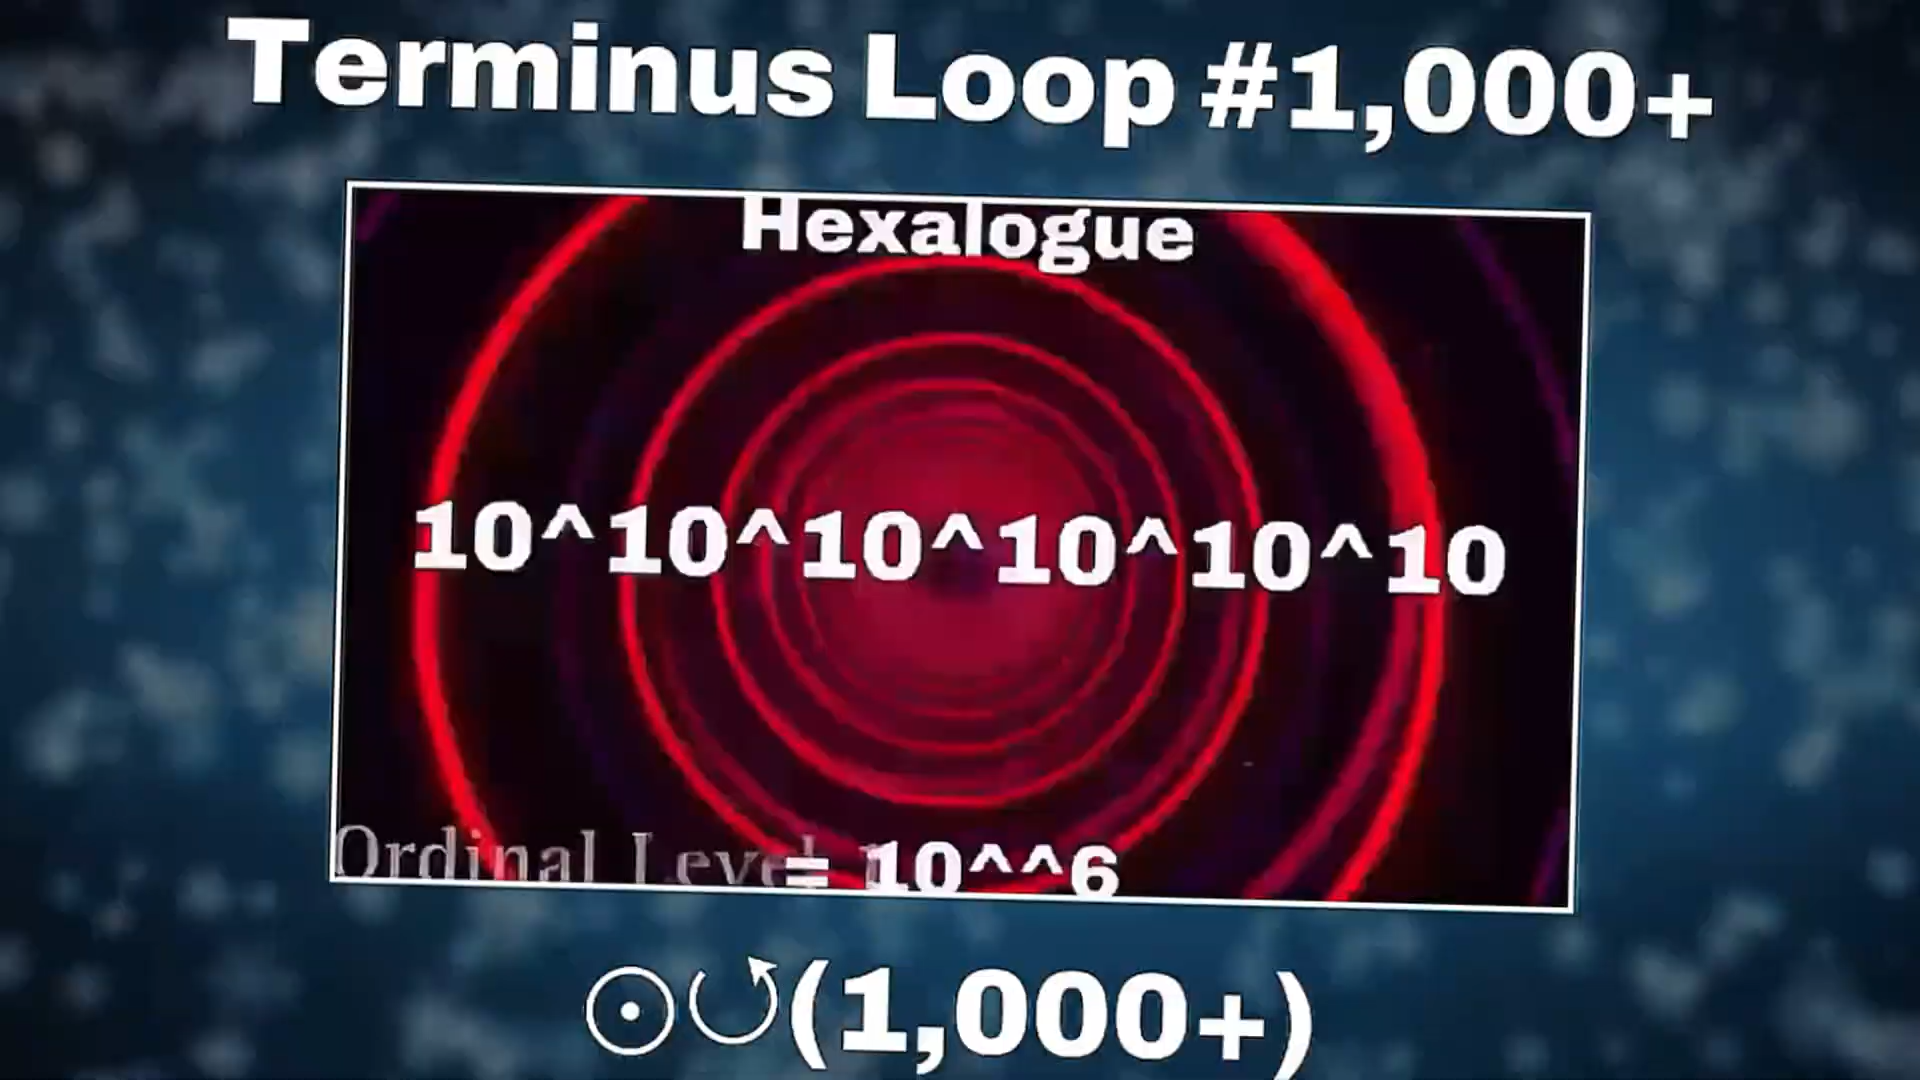 Terminus Loop #1,000+
Hexalogue
10^10^10^10^10^10
Ordinal Level
= 10^^6
⊙↺(1,000+)